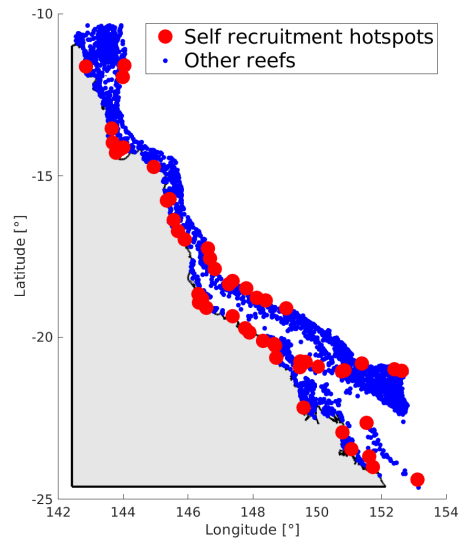 -10
Self recruitment hotspots
Other reefs
-15
Latitude [°]
-20
-25
142 144 146 148 150 152 154
Longitude [°]